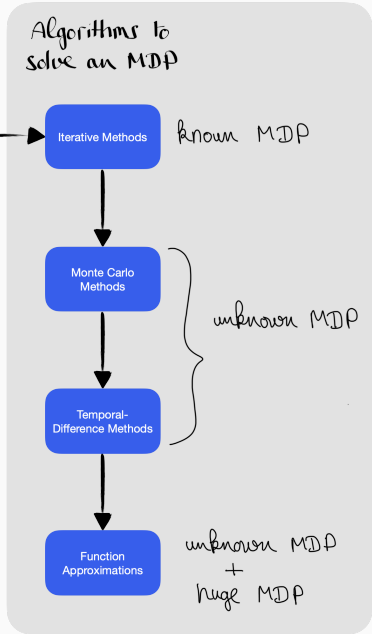 Algorithms to
solve an MDP
Iterative Methods
known MDP
Monte Carlo
Methods
unknown MDP
Temporal-
Difference Methods
Function
Approximations
unknown MDP
+
huge MDP